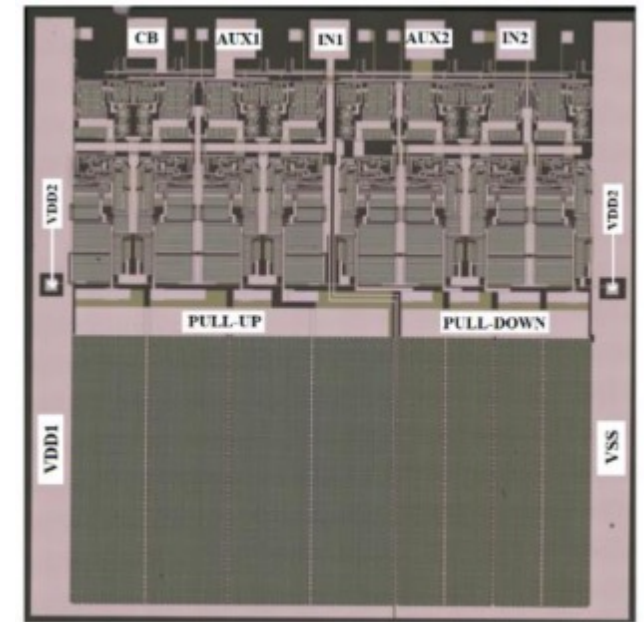 CB
AUX1
IN1
AUX2
IN2
VDD2
VDD2
PULL-UP
PULL-DOWN
VDD1
VSS